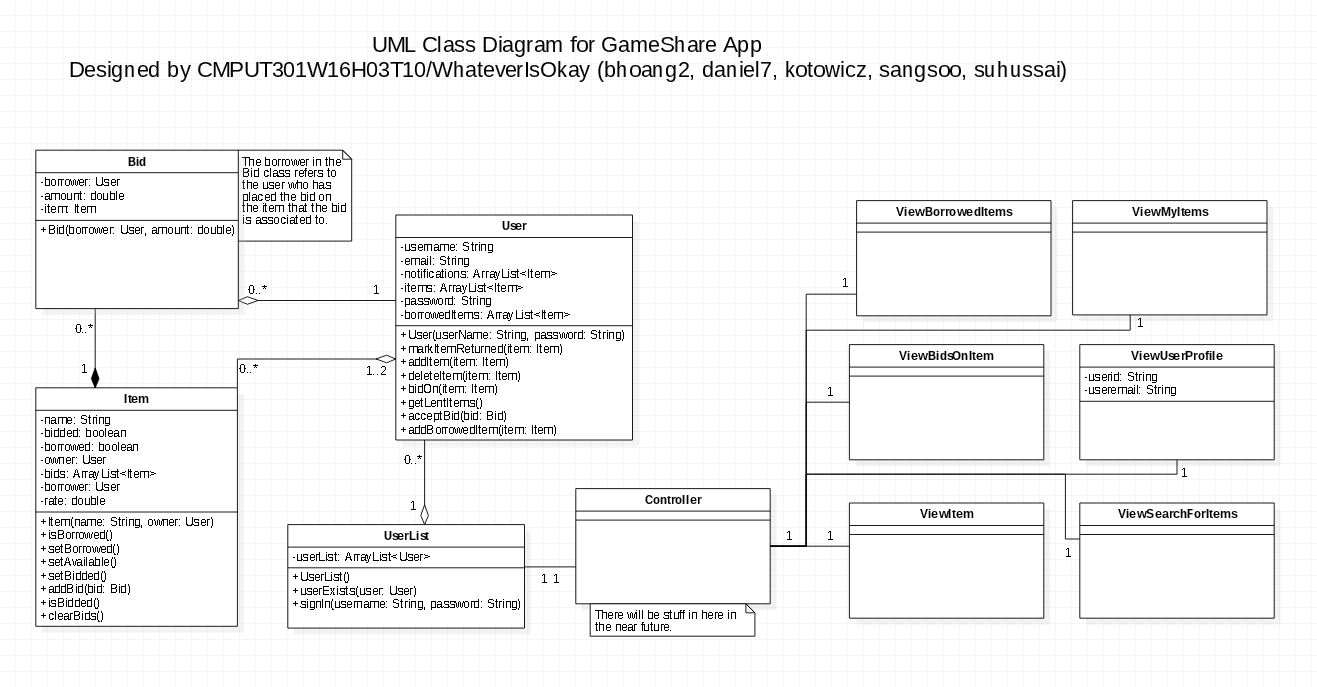 UML Class Diagram for GameShare App
Designed by CMPUT301W16H03T10/WhateverIsOkay (bhoang2, daniel7, kotowicz, sangsoo, suhussai)
Bid
-borrower: User
-amount: double
-item: Item
+Bid(borrower: User, amount: double)
The borrower in the
Bid class refers to
the user who has
placed the bid on
the item that the bid
is associated to.
0..*
1
User
-username: String
-email: String
-notifications: ArrayList<Item>
-items: ArrayList<Item>
-password: String
-borrowedItems: ArrayList<Item>
+User(userName: String, password: String)
+markItemReturned(item: Item)
+addItem(item: Item)
+deleteItem(item: Item)
+bidOn(item: Item)
+getLentItems()
+acceptBid(bid: Bid)
+addBorrowedItem(item: Item)
0..*
1
0..*
1..2
Item
-name: String
-bidded: boolean
-borrowed: boolean
-owner: User
-bids: ArrayList<Item>
-borrower: User
-rate: double
+Item(name: String, owner: User)
+isBorrowed()
+setBorrowed()
+setAvailable()
+setBidded()
+addBid(bid: Bid)
+isBidded()
+clearBids()
0..*
1
UserList
-userList: ArrayList<User>
+UserList()
+userExists(user: User)
+signIn(username: String, password: String)
1 1
Controller
There will be stuff in here in
the near future.
1
ViewBorrowedItems
1
ViewMyItems
1
ViewBidsOnItem
1
ViewUserProfile
-userid: String
-useremail: String
1
ViewItem
1
ViewSearchForItems
1